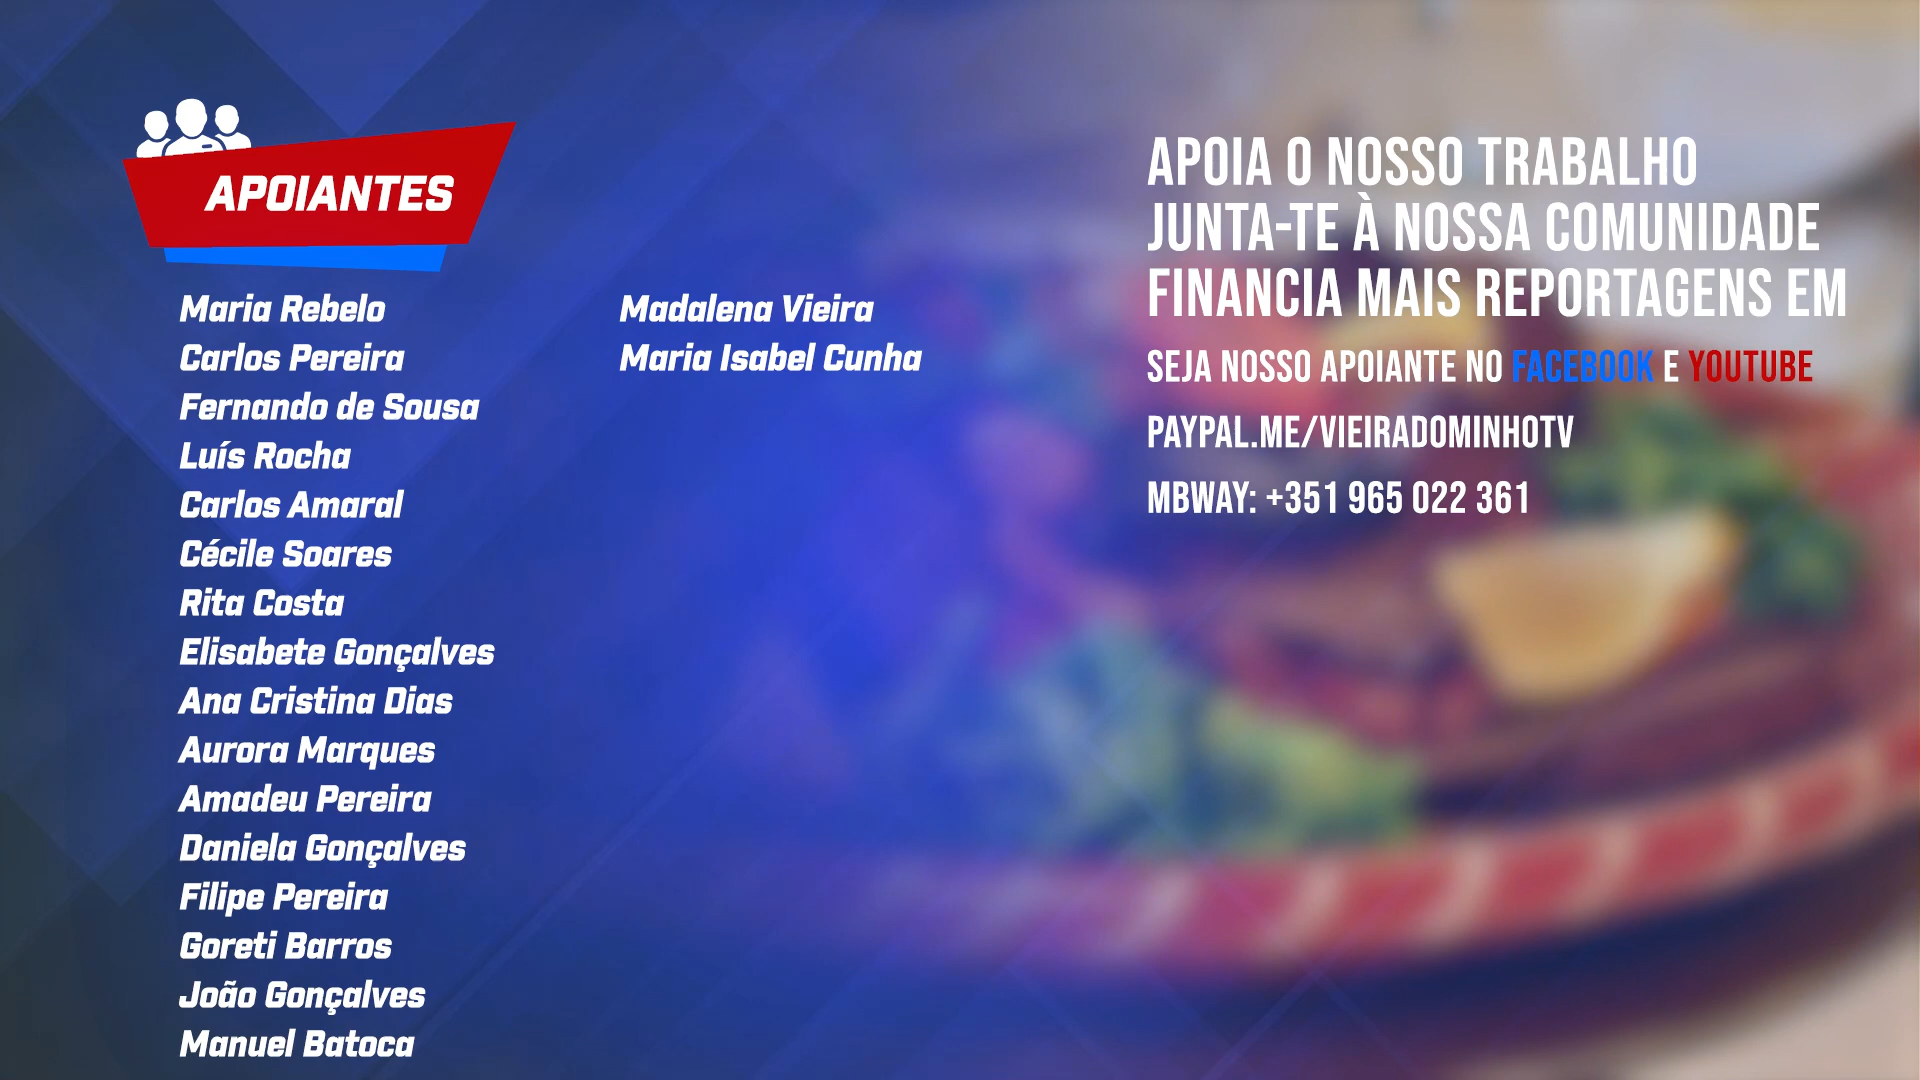 APOIANTES
Maria Rebelo
Carlos Pereira
Fernando de Sousa
Luís Rocha
Carlos Amaral
Cécile Soares
Rita Costa
Elisabete Gonçalves
Ana Cristina Dias
Aurora Marques
Amadeu Pereira
Daniela Gonçalves
Filipe Pereira
Goreti Barros
João Gonçalves
Manuel Batoca
Madalena Vieira
Maria Isabel Cunha
APOIA O NOSSO TRABALHO
JUNTA-TE À NOSSA COMUNIDADE
FINANCIA MAIS REPORTAGENS EM
SEJA NOSSO APOIANTE NO FACEBOOK E YOUTUBE
PAYPAL.ME/VIEIRADOMINHOTV
MBWAY: +351 965 022 361